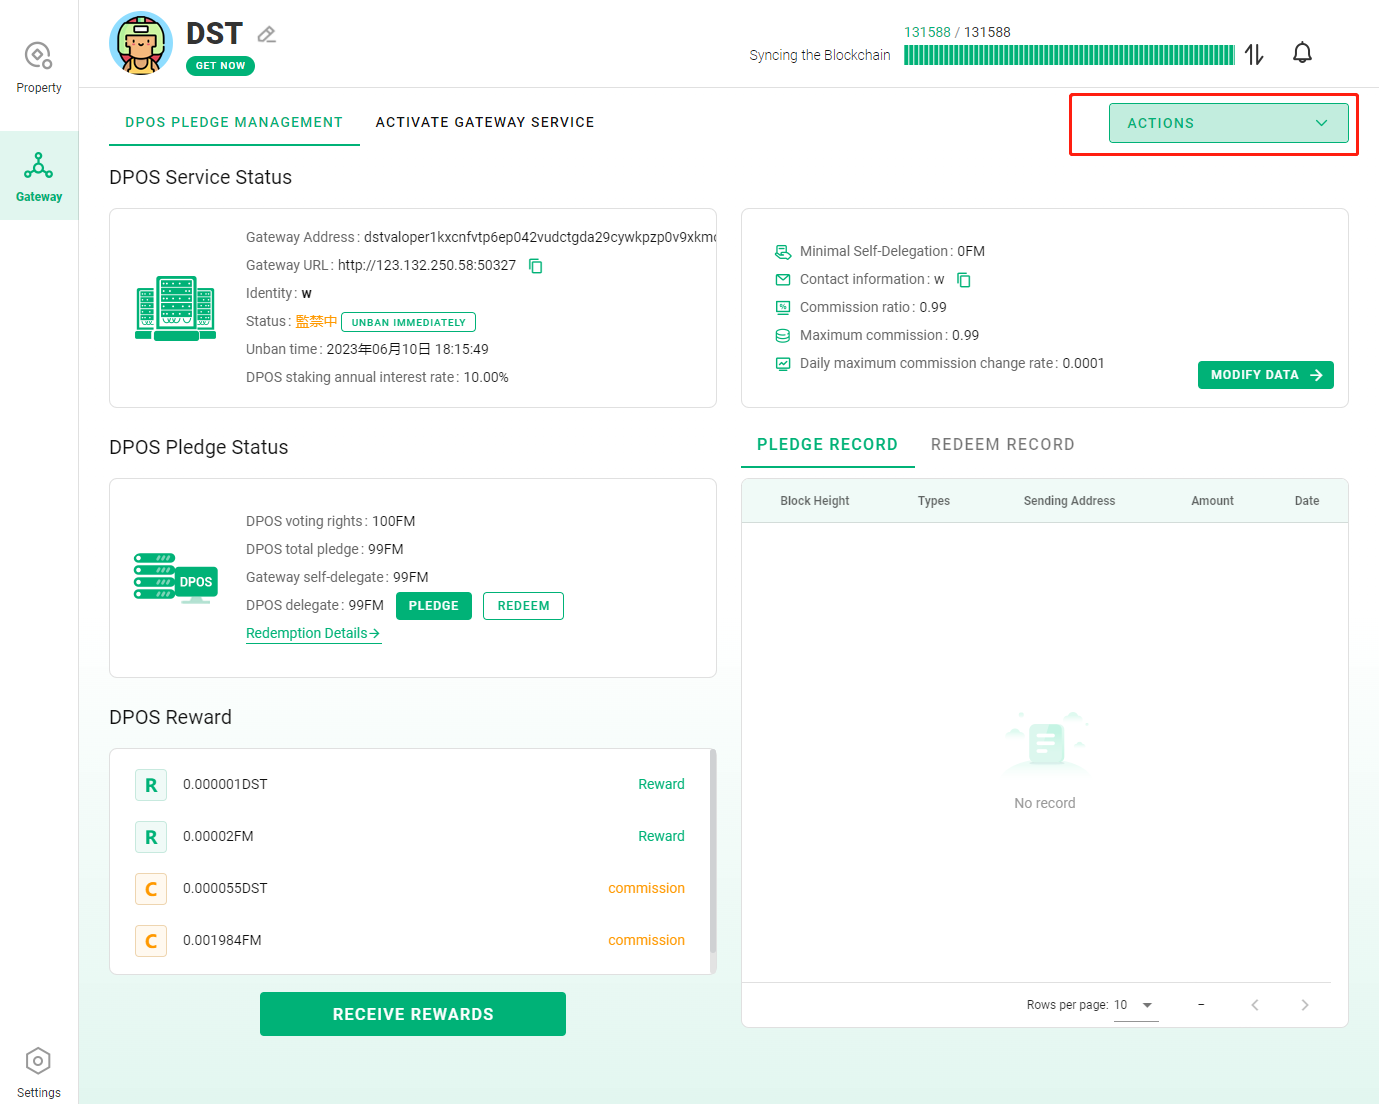 Property
Gateway
Settings
DST
GET NOW
Syncing the Blockchain
131588 / 131588
DPOS PLEDGE MANAGEMENT
ACTIVATE GATEWAY SERVICE
ACTIONS
DPOS Service Status
Gateway Address : dstvaloper1kxcnfvtp6ep042vudctgda29cywkpzp0v9xkm
Gateway URL : http://123.132.250.58:50327
Identity : w
Status : 監禁中 UNBAN IMMEDIATELY
Unban time : 2023年06月10日 18:15:49
DPOS staking annual interest rate : 10.00%
Minimal Self-Delegation : 0FM
Contact information : w
Commission ratio : 0.99
%
Maximum commission : 0.99
Daily maximum commission change rate : 0.0001
MODIFY DATA
DPOS Pledge Status
DPOS
DPOS voting rights : 100FM
DPOS total pledge : 99FM
Gateway self-delegate : 99FM
DPOS delegate : 99FM PLEDGE REDEEM
Redemption Details
PLEDGE RECORD REDEEM RECORD
Block Height Types Sending Address Amount Date
No record
Rows per page: 10 –
DPOS Reward
R 0.000001DST Reward
R 0.00002FM Reward
C 0.000055DST commission
C 0.001984FM commission
RECEIVE REWARDS